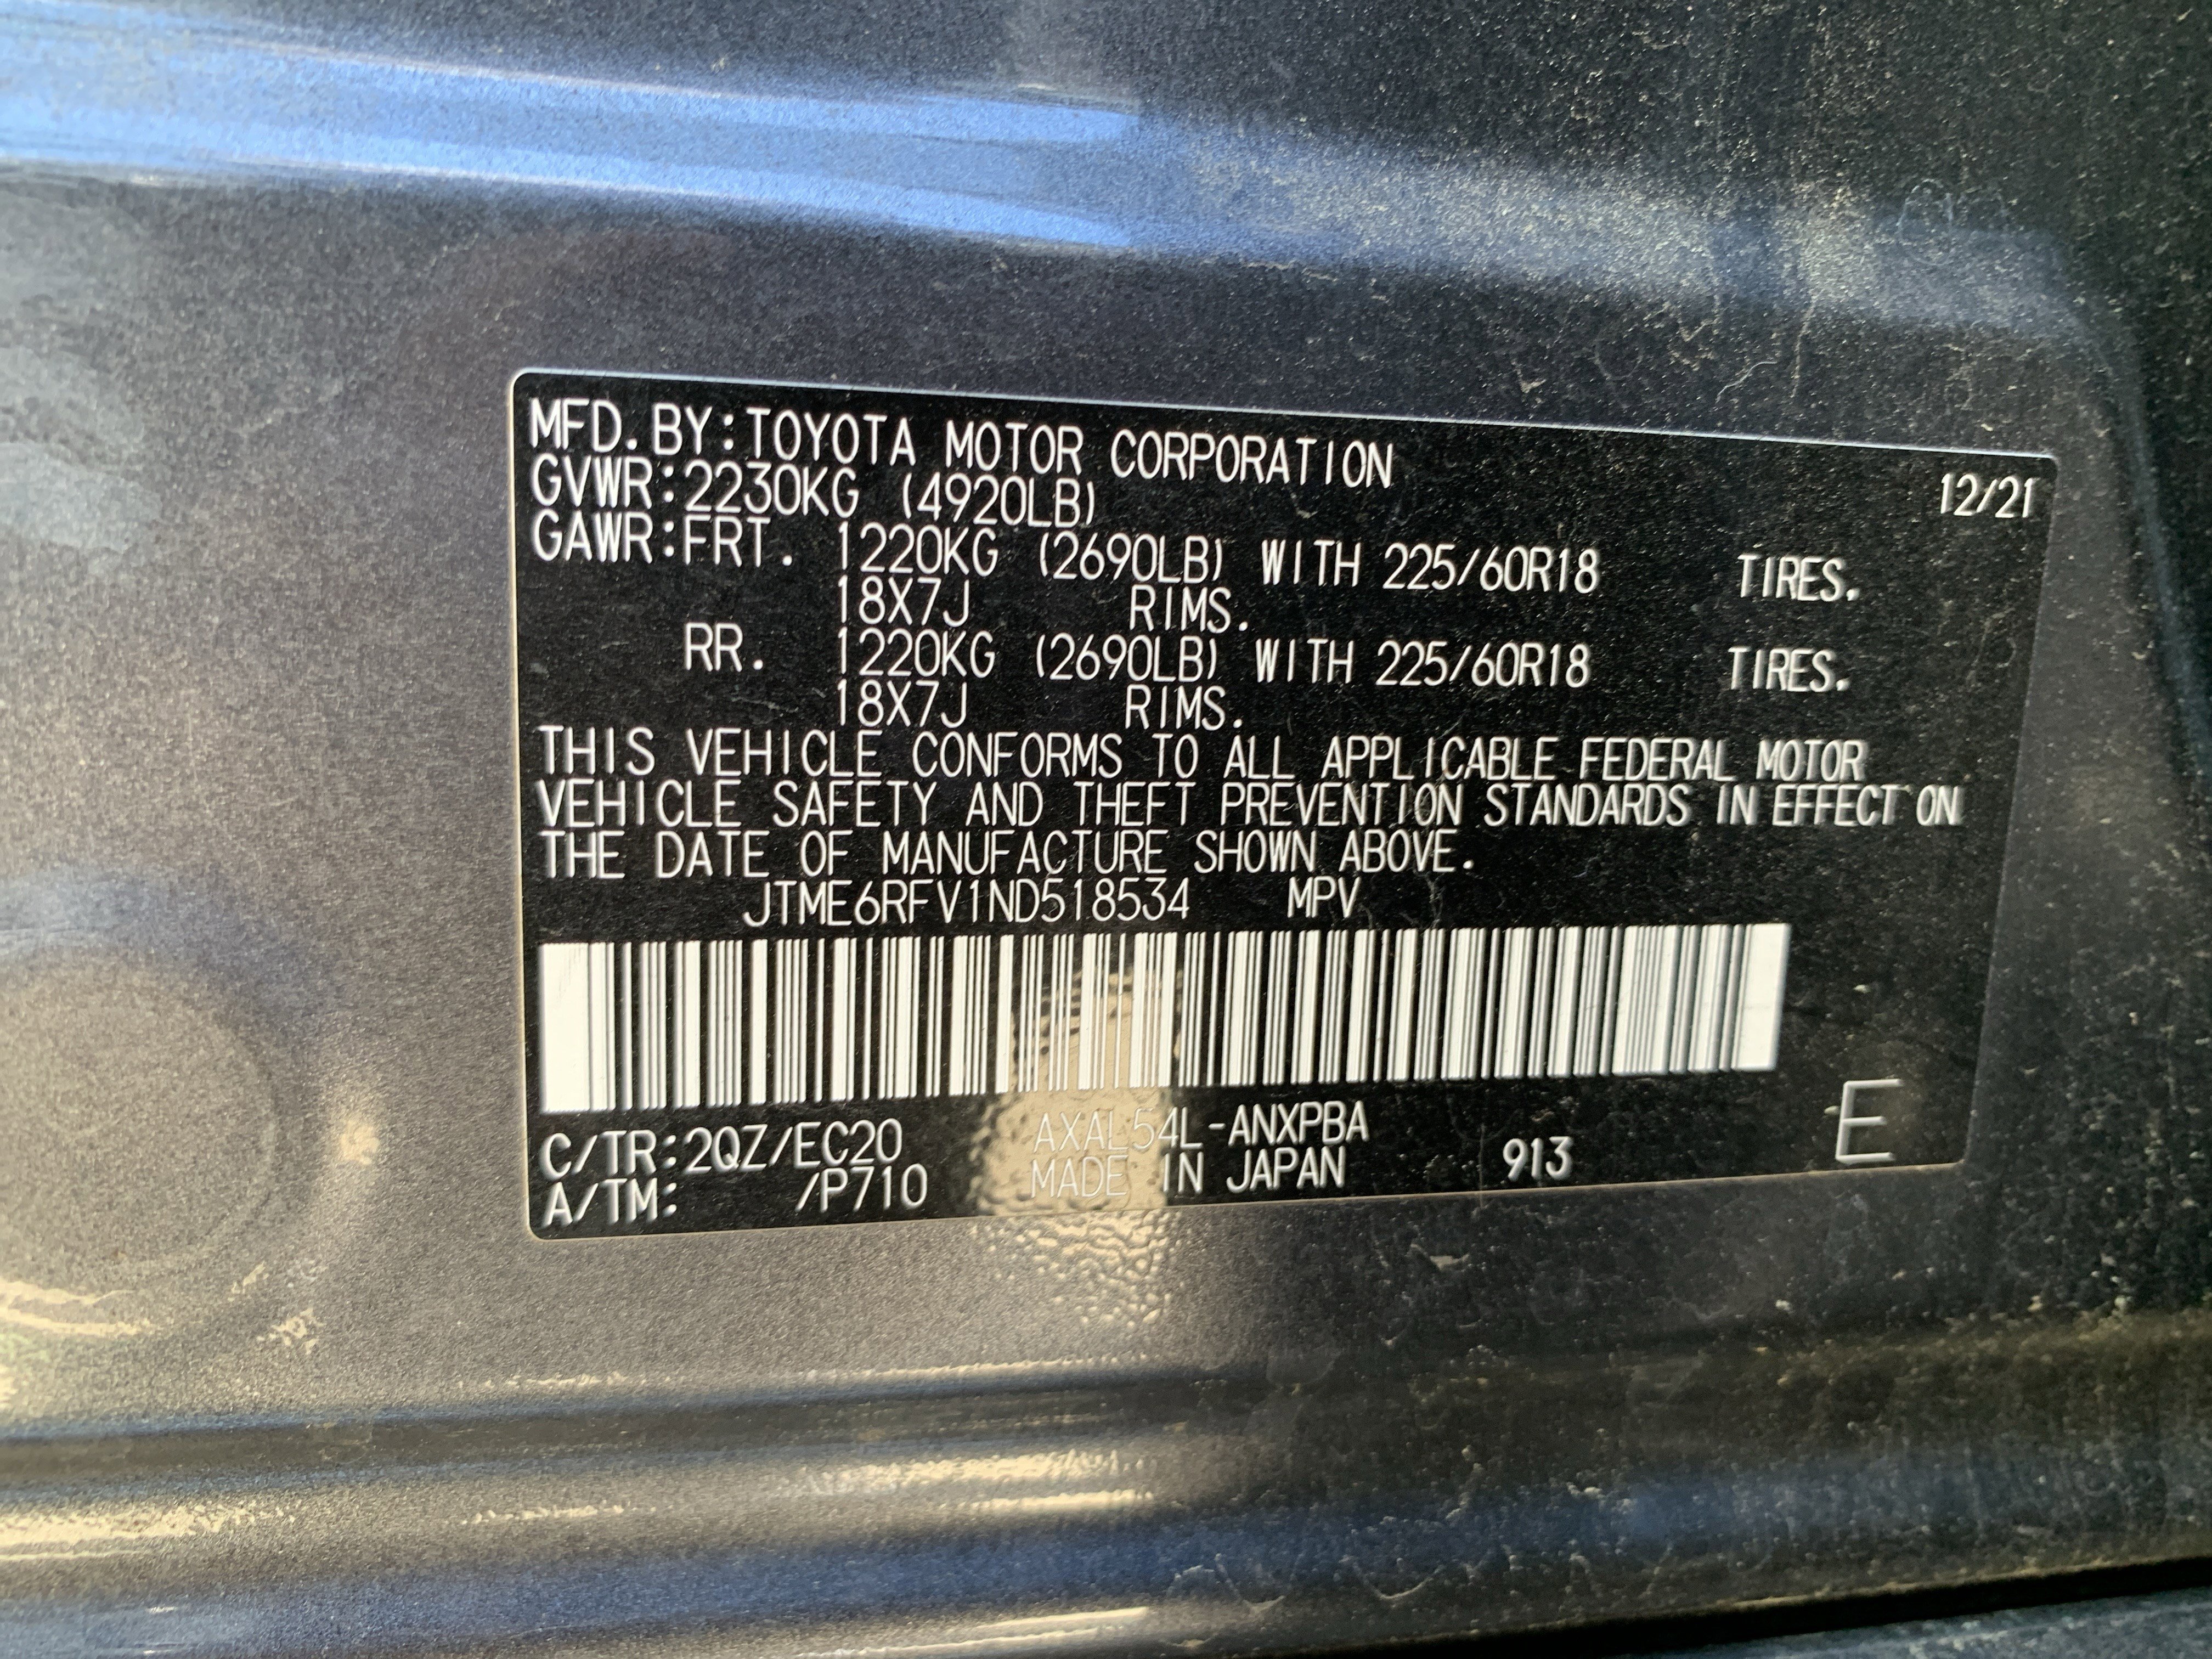 MFD.BY:TOYOTA MOTOR CORPORATION 12/21
GVWR:2230KG (4920LB)
GAWR:FRT. 1220KG (2690LB) WITH 225/60R18 TIRES.
18X7J RIMS.
RR. 1220KG (2690LB) WITH 225/60R18 TIRES.
18X7J RIMS.
THIS VEHICLE CONFORMS TO ALL APPLICABLE FEDERAL MOTOR
VEHICLE SAFETY AND THEFT PREVENTION STANDARDS IN EFFECT ON
THE DATE OF MANUFACTURE SHOWN ABOVE.
JTME6RFV1ND518534 MPV
C/TR:2QZ/EC20 AXAL54L-ANXPBA
A/TM: /P710 MADE IN JAPAN 913 E